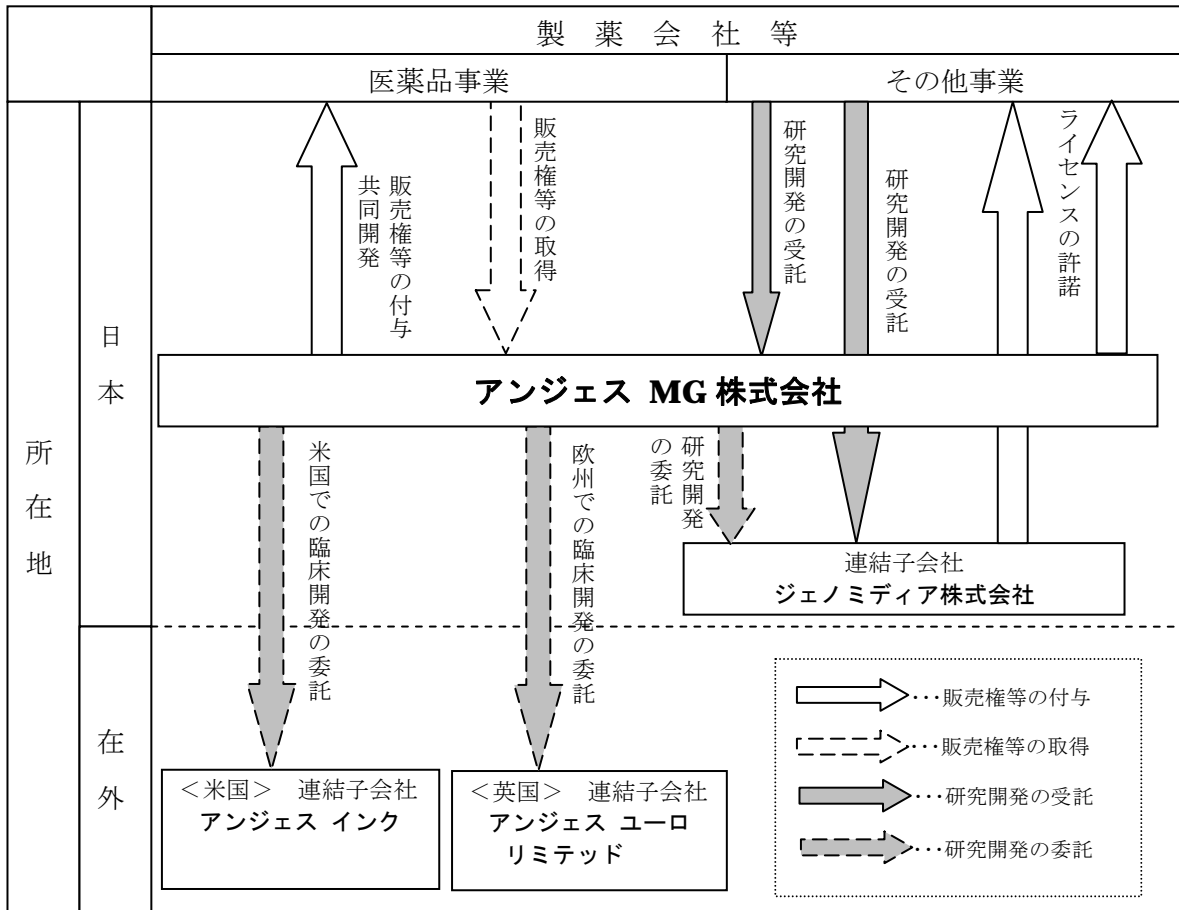 製薬会社等
医薬品事業
その他事業
所在地
日本
在外
販売権等の付与
共同開発
販売権等の取得
研究開発の受託
研究開発の受託
ライセンスの許諾
アンジェス MG 株式会社
米国での臨床開発の委託
欧州での臨床開発の委託
研究開発
の委託
連結子会社
ジェノミディア株式会社
＜米国＞ 連結子会社
アンジェス インク
＜英国＞ 連結子会社
アンジェス ユーロ
リミテッド
･･･販売権等の付与
･･･販売権等の取得
･･･研究開発の受託
･･･研究開発の委託